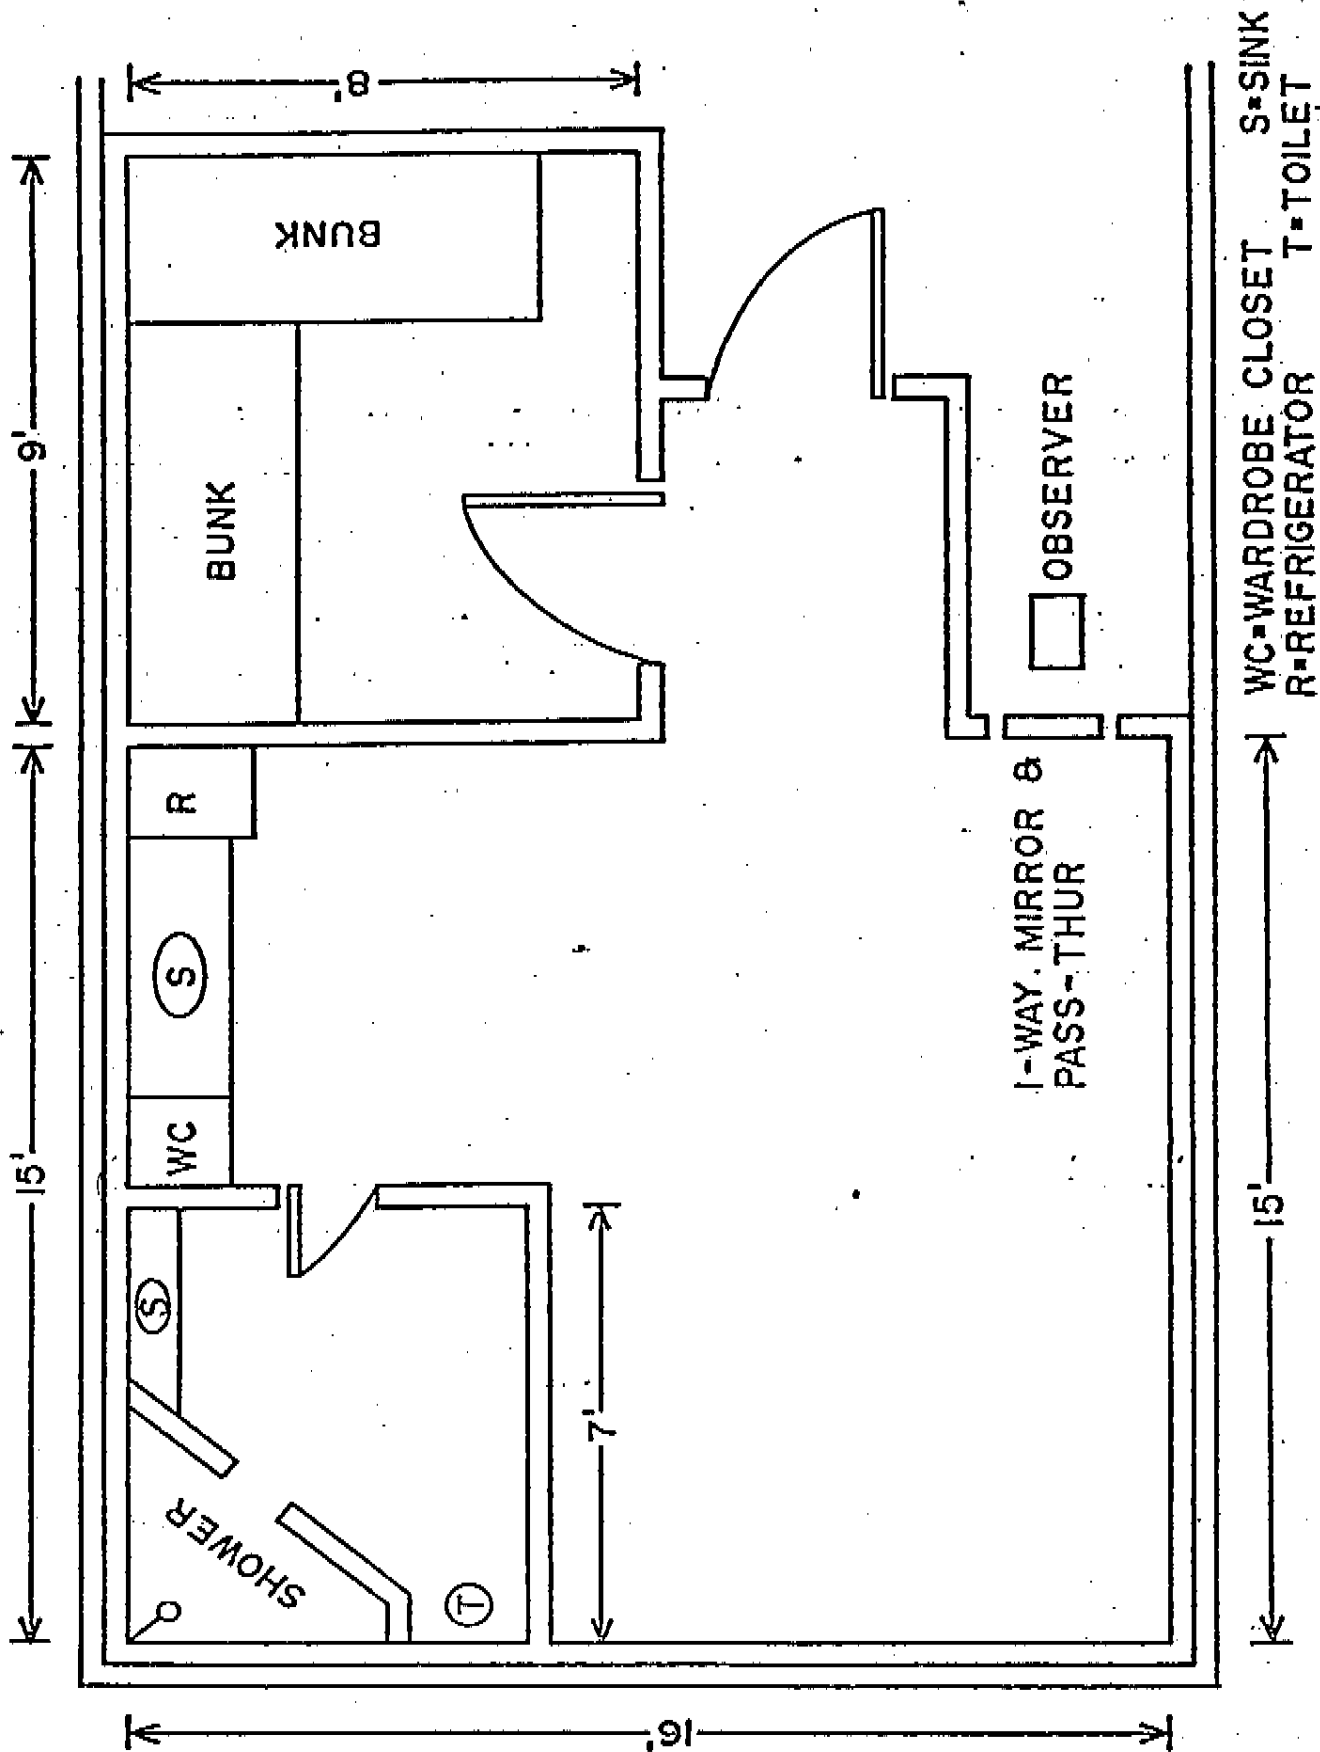 9'
15'
8'
BUNK
BUNK
R
S
WC
S
SHOWER
T
7'
OBSERVER
1-WAY. MIRROR &
PASS-THUR
16'
15'
WC=WARDROBE CLOSET S=SINK
R=REFRIGERATOR T=TOILET